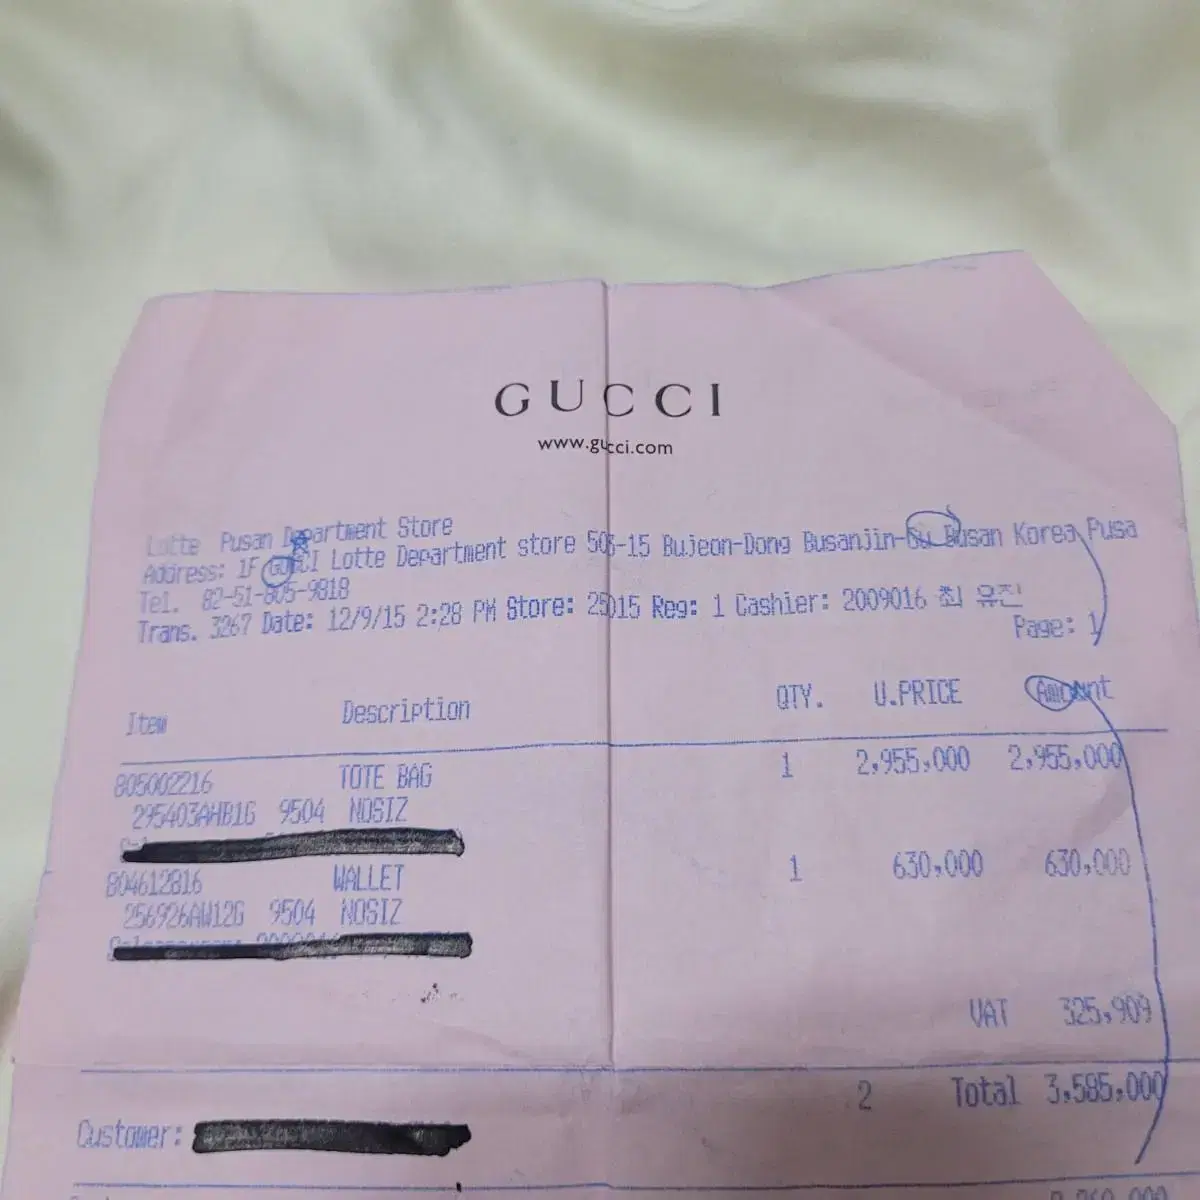 GUCCI
www.gucci.com
Lotte Pusan Department Store
Address: 1F GUCCI Lotte Department store 503-15 Bujeon-Dong Busanjin-Gu Busan Korea Pusa
Tel. 82-51-805-9818
Trans. 3267 Date: 12/9/15 2:28 PM Store: 25015 Reg: 1 Cashier: 2009016 최 유진
Page: 1
Item Description QTY. U.PRICE Amount
805002216 TOTE BAG 1 2,955,000 2,955,000
295403AHB1G 9504 NOSIZ
804612816 WALLET 1 630,000 630,000
256926AW12G 9504 NOSIZ
VAT 325,909
2 Total 3,585,000
Customer: